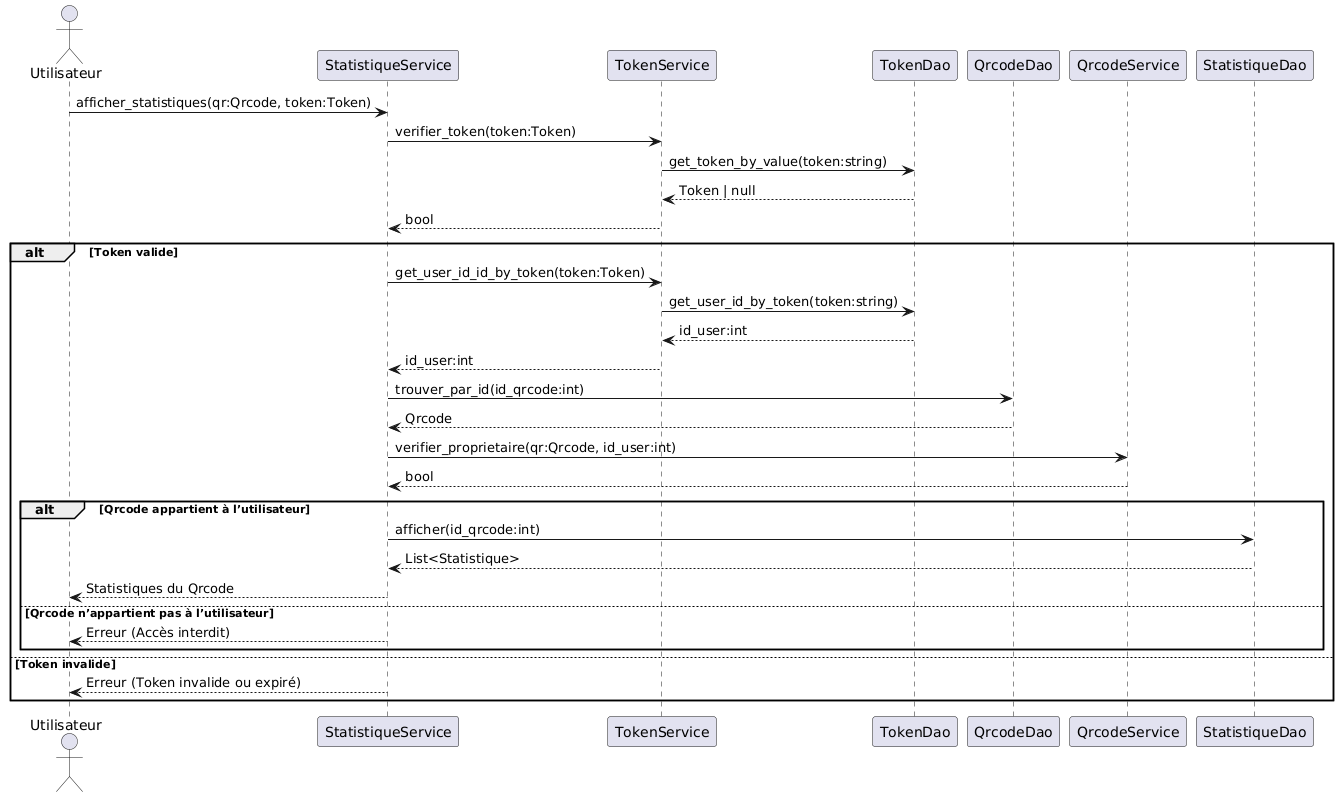 Utilisateur
StatistiqueService
TokenService
TokenDao
QrcodeDao
QrcodeService
StatistiqueDao
afficher_statistiques(qr:Qrcode, token:Token)
verifier_token(token:Token)
get_token_by_value(token:string)
Token | null
bool
alt [Token valide]
get_user_id_id_by_token(token:Token)
get_user_id_by_token(token:string)
id_user:int
id_user:int
trouver_par_id(id_qrcode:int)
Qrcode
verifier_proprietaire(qr:Qrcode, id_user:int)
bool
alt [Qrcode appartient à l’utilisateur]
afficher(id_qrcode:int)
List<Statistique>
Statistiques du Qrcode
[Qrcode n’appartient pas à l’utilisateur]
Erreur (Accès interdit)
[Token invalide]
Erreur (Token invalide ou expiré)
Utilisateur
StatistiqueService
TokenService
TokenDao
QrcodeDao
QrcodeService
StatistiqueDao